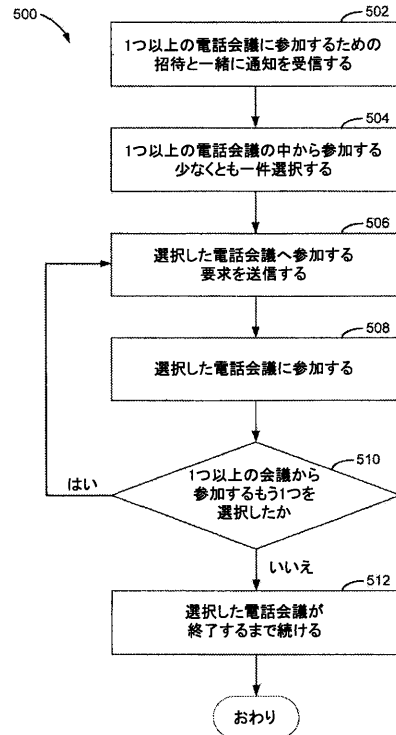 500
502
1つ以上の電話会議に参加するための
招待と一緒に通知を受信する
504
1つ以上の電話会議の中から参加する
少なくとも一件選択する
506
選択した電話会議へ参加する
要求を送信する
508
選択した電話会議に参加する
510
1つ以上の会議から
参加するもう1つを
選択したか
はい
いいえ
512
選択した電話会議が
終了するまで続ける
おわり